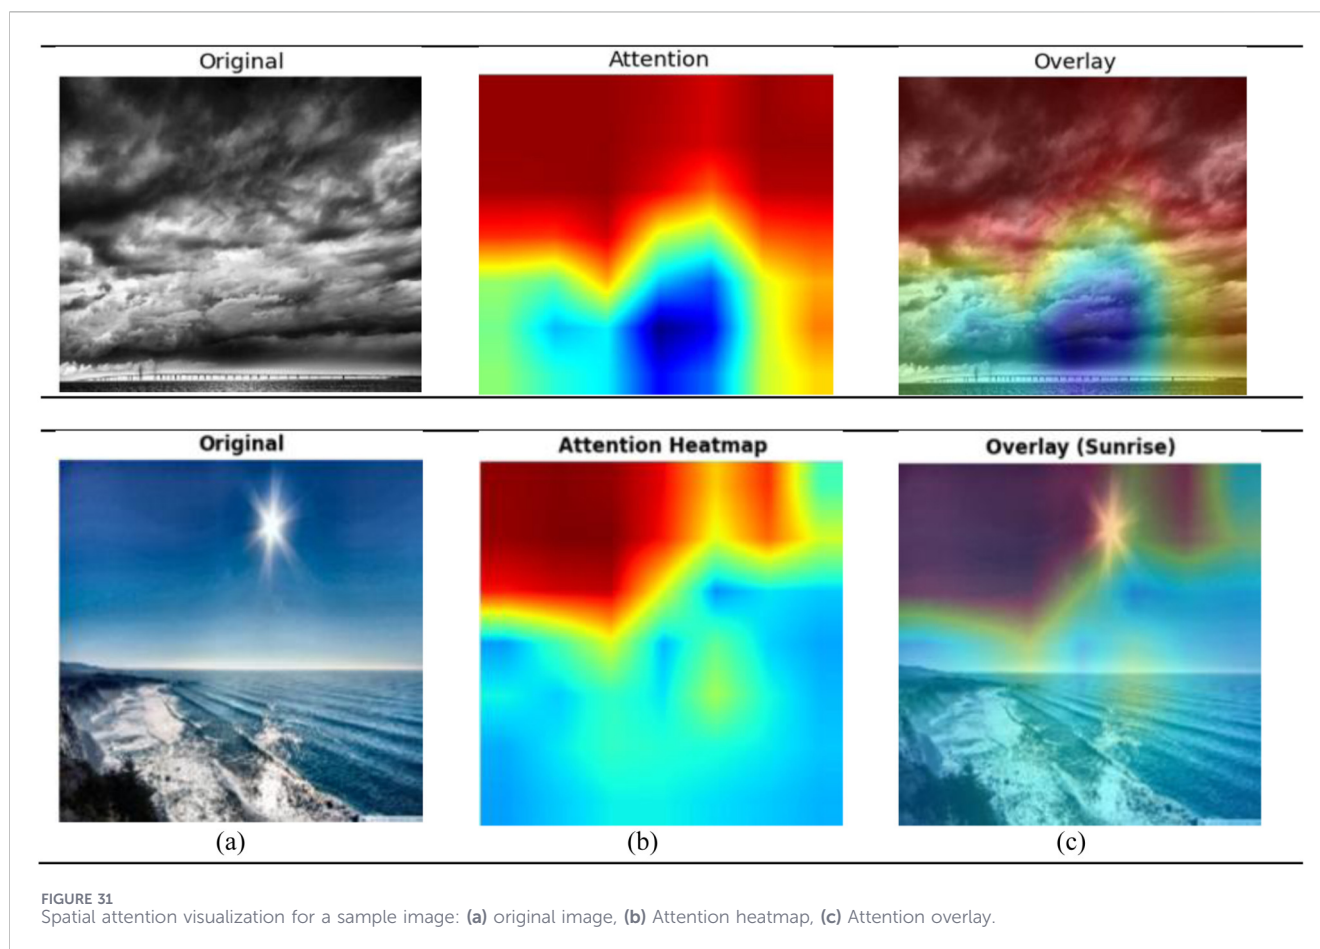 Original Attention Overlay
Original Attention Heatmap Overlay (Sunrise)
(a) (b) (c)
FIGURE 31
Spatial attention visualization for a sample image: (a) original image, (b) Attention heatmap, (c) Attention overlay.